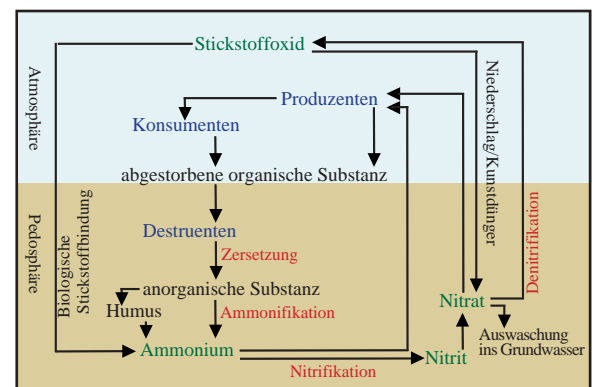 Stickstoffoxid
Atmosphäre
Niederschlag/Kunstdünger
Produzenten
Konsumenten
abgestorbene organische Substanz
Pedosphäre
Biologische
Stickstoffbindung
Destruenten
Zersetzung
Denitrifikation
anorganische Substanz
Humus
Ammonifikation
Nitrat
Auswaschung
ins Grundwasser
Ammonium
Nitrifikation
Nitrit